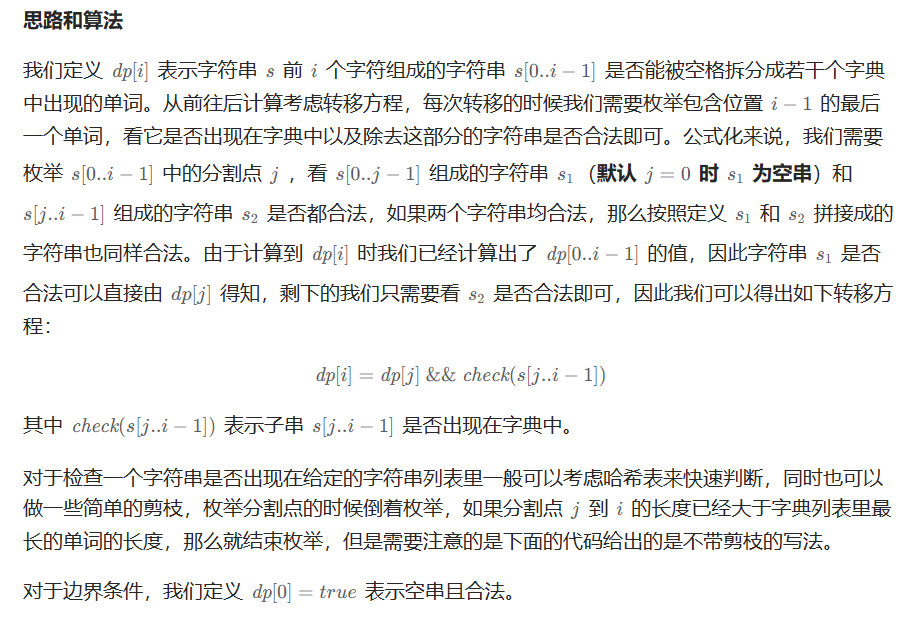 思路和算法
我们定义 dp[i] 表示字符串 s 前 i 个字符组成的字符串 s[0..i − 1] 是否能被空格拆分成若干个字典
中出现的单词。从前往后计算考虑转移方程，每次转移的时候我们需要枚举包含位置 i − 1 的最后
一个单词，看它是否出现在字典中以及除去这部分的字符串是否合法即可。公式化来说，我们需要
枚举 s[0..i − 1] 中的分割点 j ，看 s[0..j − 1] 组成的字符串 s₁ （默认 j = 0 时 s₁ 为空串）和
s[j..i − 1] 组成的字符串 s₂ 是否都合法，如果两个字符串均合法，那么按照定义 s₁ 和 s₂ 拼接成的
字符串也同样合法。由于计算到 dp[i] 时我们已经计算出了 dp[0..i − 1] 的值，因此字符串 s₁ 是否
合法可以直接由 dp[j] 得知，剩下的我们只需要看 s₂ 是否合法即可，因此我们可以得出如下转移方
程：
dp[i] = dp[j] && check(s[j..i − 1])
其中 check(s[j..i − 1]) 表示子串 s[j..i − 1] 是否出现在字典中。
对于检查一个字符串是否出现在给定的字符串列表里一般可以考虑哈希表来快速判断，同时也可以
做一些简单的剪枝，枚举分割点的时候倒着枚举，如果分割点 j 到 i 的长度已经大于字典列表里最
长的单词的长度，那么就结束枚举，但是需要注意的是下面的代码给出的是不带剪枝的写法。
对于边界条件，我们定义 dp[0] = true 表示空串且合法。